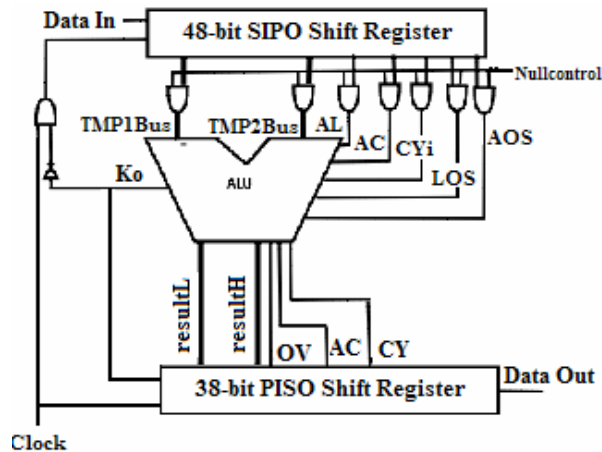 Data In
48-bit SIPO Shift Register
Nullcontrol
TMP1Bus
TMP2Bus
AL
AC
CYi
LOS
AOS
Ko
ALU
resultL
resultH
OV
AC
CY
38-bit PISO Shift Register
Data Out
Clock